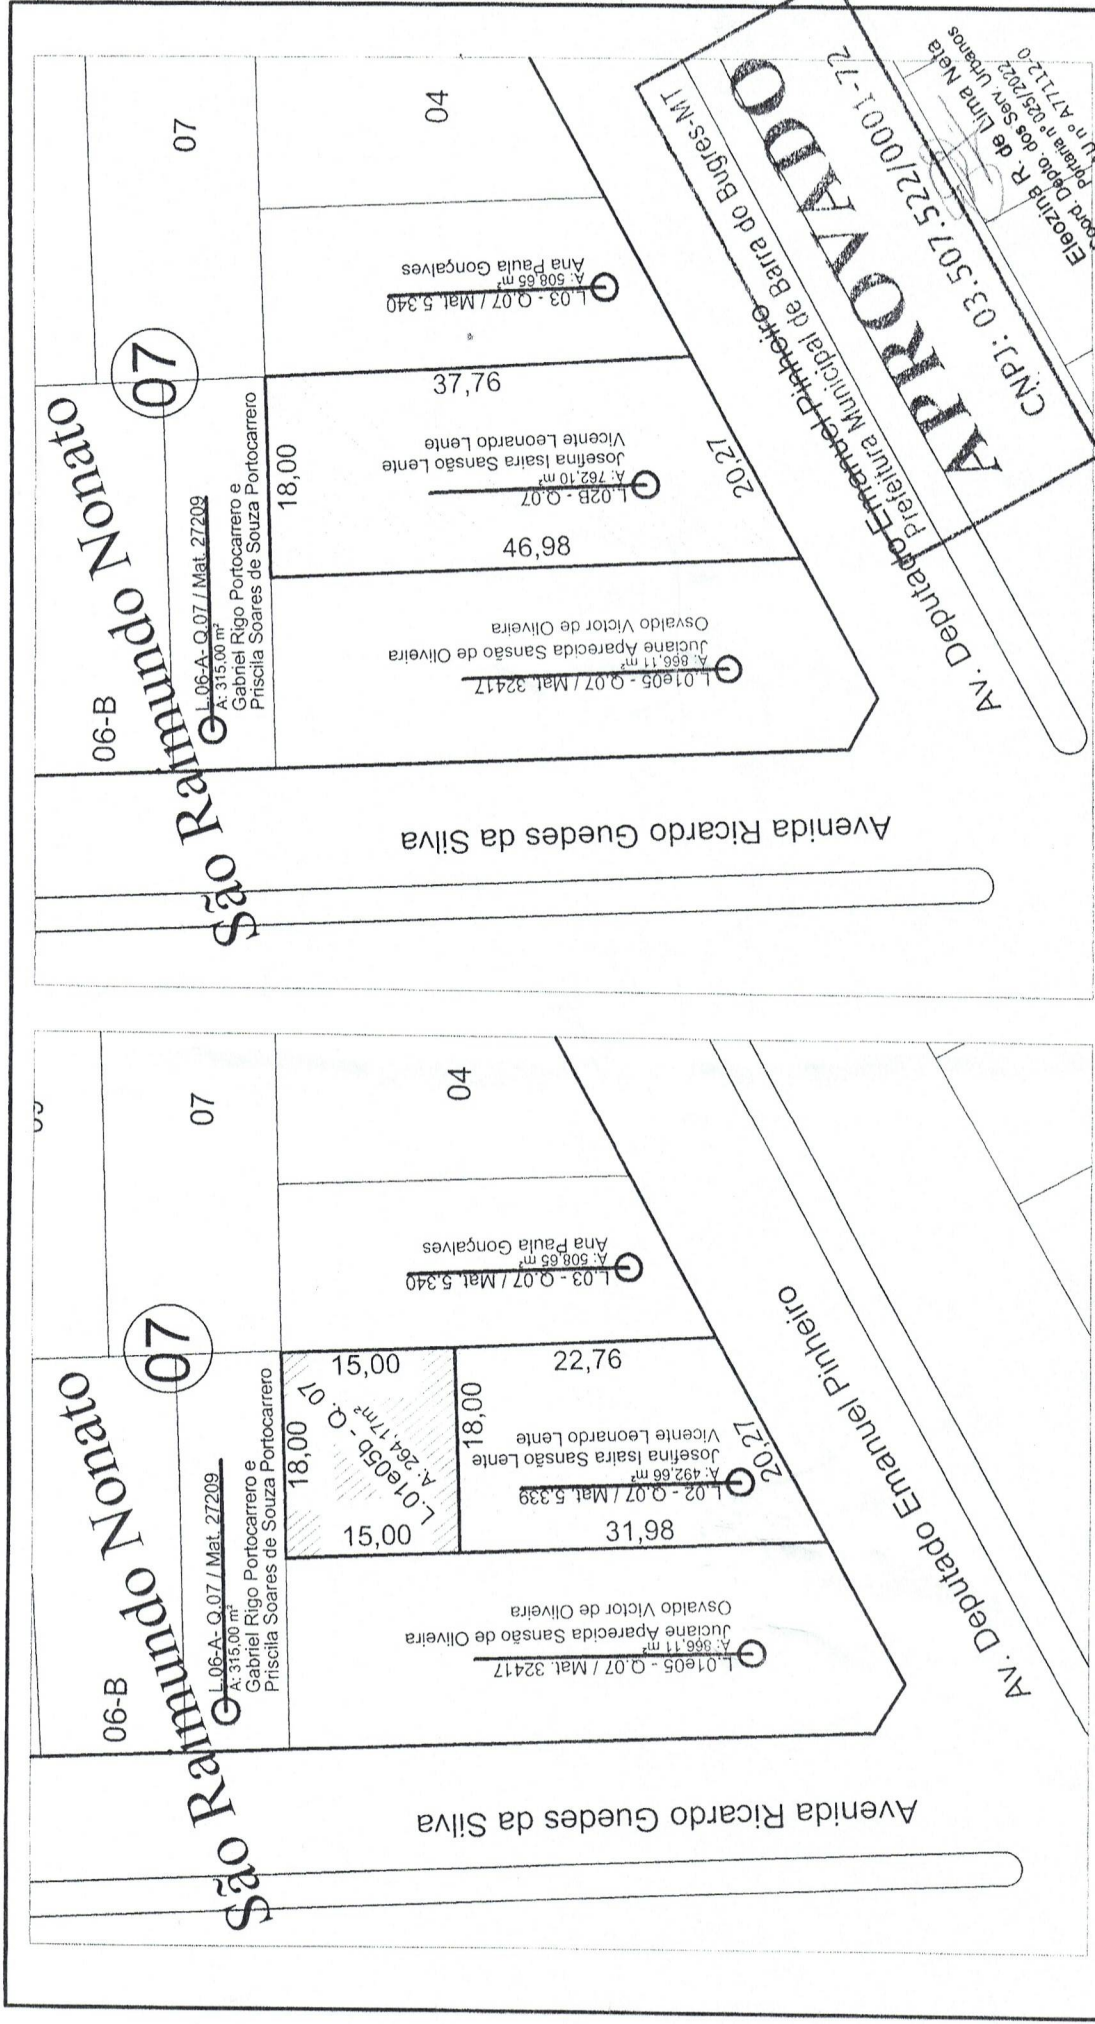 São Raimundo Nonato
06-B
07
07
L.06-A- Q.07 / Mat. 27209
A: 315,00 m²
Gabriel Rigo Portocarrero e
Priscila Soares de Souza Portocarrero
18,00
15,00
15,00
L.01e05b - Q. 07
A: 264,17m²
18,00
22,76
31,98
20,27
L.02 - Q.07 / Mat. 5.339
A: 492,66 m²
Josefina Isaira Sansão Lente
Vicente Leonardo Lente
L.03 - Q.07 / Mat. 5.340
A: 508,65 m²
Ana Paula Gonçalves
04
L.01e05 - Q.07 / Mat. 32417
A: 866,11 m²
Juciane Aparecida Sansão de Oliveira
Osvaldo Victor de Oliveira
Avenida Ricardo Guedes da Silva
Av. Deputado Emanuel Pinheiro
São Raimundo Nonato
06-B
07
07
L.06-A- Q.07 / Mat. 27209
A: 315,00 m²
Gabriel Rigo Portocarrero e
Priscila Soares de Souza Portocarrero
18,00
37,76
46,98
20,27
L.02B - Q.07
A: 762,10 m²
Josefina Isaira Sansão Lente
Vicente Leonardo Lente
L.03 - Q.07 / Mat. 5.340
A: 508,65 m²
Ana Paula Gonçalves
04
L.01e05 - Q.07 / Mat. 32417
A: 866,11 m²
Juciane Aparecida Sansão de Oliveira
Osvaldo Victor de Oliveira
Avenida Ricardo Guedes da Silva
Av. Deputado Emanuel Pinheiro
Prefeitura Municipal de Barra do Bugres-MT
APROVADO
CNPJ: 03.507.522/0001-72
Eleozina R. de Lima Neta
Coord. Depto. dos Serv. Urbanos
Portaria nº 025/2022
nº A77112-0